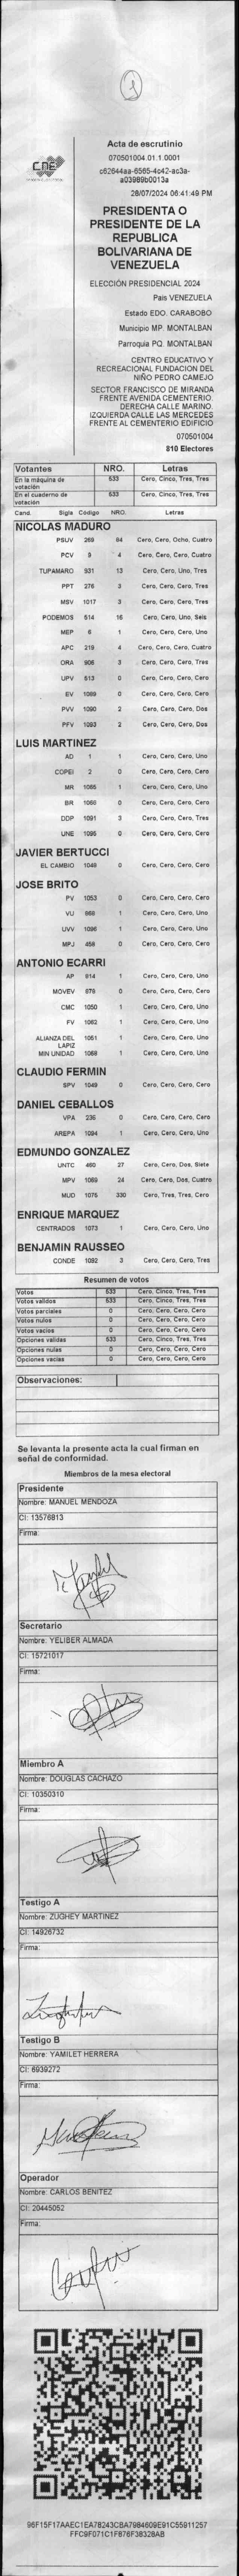 CNE
Acta de escrutinio
070501004.01.1.0001
c62644aa-6565-4c42-ac3a-
a03989b0013a
28/07/2024 06:41:49 PM
PRESIDENTA O
PRESIDENTE DE LA
REPUBLICA
BOLIVARIANA DE
VENEZUELA
ELECCIÓN PRESIDENCIAL 2024
Pais VENEZUELA
Estado EDO. CARABOBO
Municipio MP. MONTALBAN
Parroquia PQ. MONTALBAN
CENTRO EDUCATIVO Y
RECREACIONAL FUNDACION DEL
NIÑO PEDRO CAMEJO
SECTOR FRANCISCO DE MIRANDA
FRENTE AVENIDA CEMENTERIO
DERECHA CALLE MARINO
IZQUIERDA CALLE LAS MERCEDES
FRENTE AL CEMENTERIO EDIFICIO
070501004
810 Electores
Votantes NRO. Letras
En la máquina de votación 533 Cero, Cinco, Tres, Tres
En el cuaderno de votación 533 Cero, Cinco, Tres, Tres
Cand. Sigla Código NRO. Letras
NICOLAS MADURO
PSUV 269 84 Cero, Cero, Ocho, Cuatro
PCV 9 4 Cero, Cero, Cero, Cuatro
TUPAMARO 931 13 Cero, Cero, Uno, Tres
PPT 276 3 Cero, Cero, Cero, Tres
MSV 1017 3 Cero, Cero, Cero, Tres
PODEMOS 514 16 Cero, Cero, Uno, Seis
MEP 6 1 Cero, Cero, Cero, Uno
APC 219 4 Cero, Cero, Cero, Cuatro
ORA 906 3 Cero, Cero, Cero, Tres
UPV 513 0 Cero, Cero, Cero, Cero
EV 1089 0 Cero, Cero, Cero, Cero
PVV 1090 2 Cero, Cero, Cero, Dos
PFV 1093 2 Cero, Cero, Cero, Dos
LUIS MARTINEZ
AD 1 1 Cero, Cero, Cero, Uno
COPEI 2 0 Cero, Cero, Cero, Cero
MR 1065 1 Cero, Cero, Cero, Uno
BR 1056 0 Cero, Cero, Cero, Cero
DDP 1091 3 Cero, Cero, Cero, Tres
UNE 1095 0 Cero, Cero, Cero, Cero
JAVIER BERTUCCI
EL CAMBIO 1049 0 Cero, Cero, Cero, Cero
JOSE BRITO
PV 1053 0 Cero, Cero, Cero, Cero
VU 868 1 Cero, Cero, Cero, Uno
UVV 1096 1 Cero, Cero, Cero, Uno
MPJ 458 0 Cero, Cero, Cero, Cero
ANTONIO ECARRI
AP 914 1 Cero, Cero, Cero, Uno
MOVEV 879 0 Cero, Cero, Cero, Cero
CMC 1050 1 Cero, Cero, Cero, Uno
FV 1062 1 Cero, Cero, Cero, Uno
ALIANZA DEL LAPIZ 1051 1 Cero, Cero, Cero, Uno
MIN UNIDAD 1068 1 Cero, Cero, Cero, Uno
CLAUDIO FERMIN
SPV 1049 0 Cero, Cero, Cero, Cero
DANIEL CEBALLOS
VPA 236 0 Cero, Cero, Cero, Cero
AREPA 1094 1 Cero, Cero, Cero, Uno
EDMUNDO GONZALEZ
UNTC 460 27 Cero, Cero, Dos, Siete
MPV 1069 24 Cero, Cero, Dos, Cuatro
MUD 1075 330 Cero, Tres, Tres, Cero
ENRIQUE MARQUEZ
CENTRADOS 1073 1 Cero, Cero, Cero, Uno
BENJAMIN RAUSSEO
CONDE 1092 3 Cero, Cero, Cero, Tres
Resumen de votos
Votos 533 Cero, Cinco, Tres, Tres
Votos validos 533 Cero, Cinco, Tres, Tres
Votos parciales 0 Cero, Cero, Cero, Cero
Votos nulos 0 Cero, Cero, Cero, Cero
Votos vacios 0 Cero, Cero, Cero, Cero
Opciones validas 533 Cero, Cinco, Tres, Tres
Opciones nulas 0 Cero, Cero, Cero, Cero
Opciones vacias 0 Cero, Cero, Cero, Cero
Observaciones:
Se levanta la presente acta la cual firman en
señal de conformidad.
Miembros de la mesa electoral
Presidente
Nombre: MANUEL MENDOZA
CI: 13576813
Firma:
Secretario
Nombre: YELIBER ALMADA
CI: 15721017
Firma:
Miembro A
Nombre: DOUGLAS CACHAZO
CI: 10350310
Firma:
Testigo A
Nombre: ZUGHEY MARTINEZ
CI: 14926732
Firma:
Testigo B
Nombre: YAMILET HERRERA
CI: 6939272
Firma:
Operador
Nombre: CARLOS BENITEZ
CI: 20445052
Firma:
96F15F17AAEC1EA78243CBA7984609E91C55911257
FFC9F071C1F876F38328AB